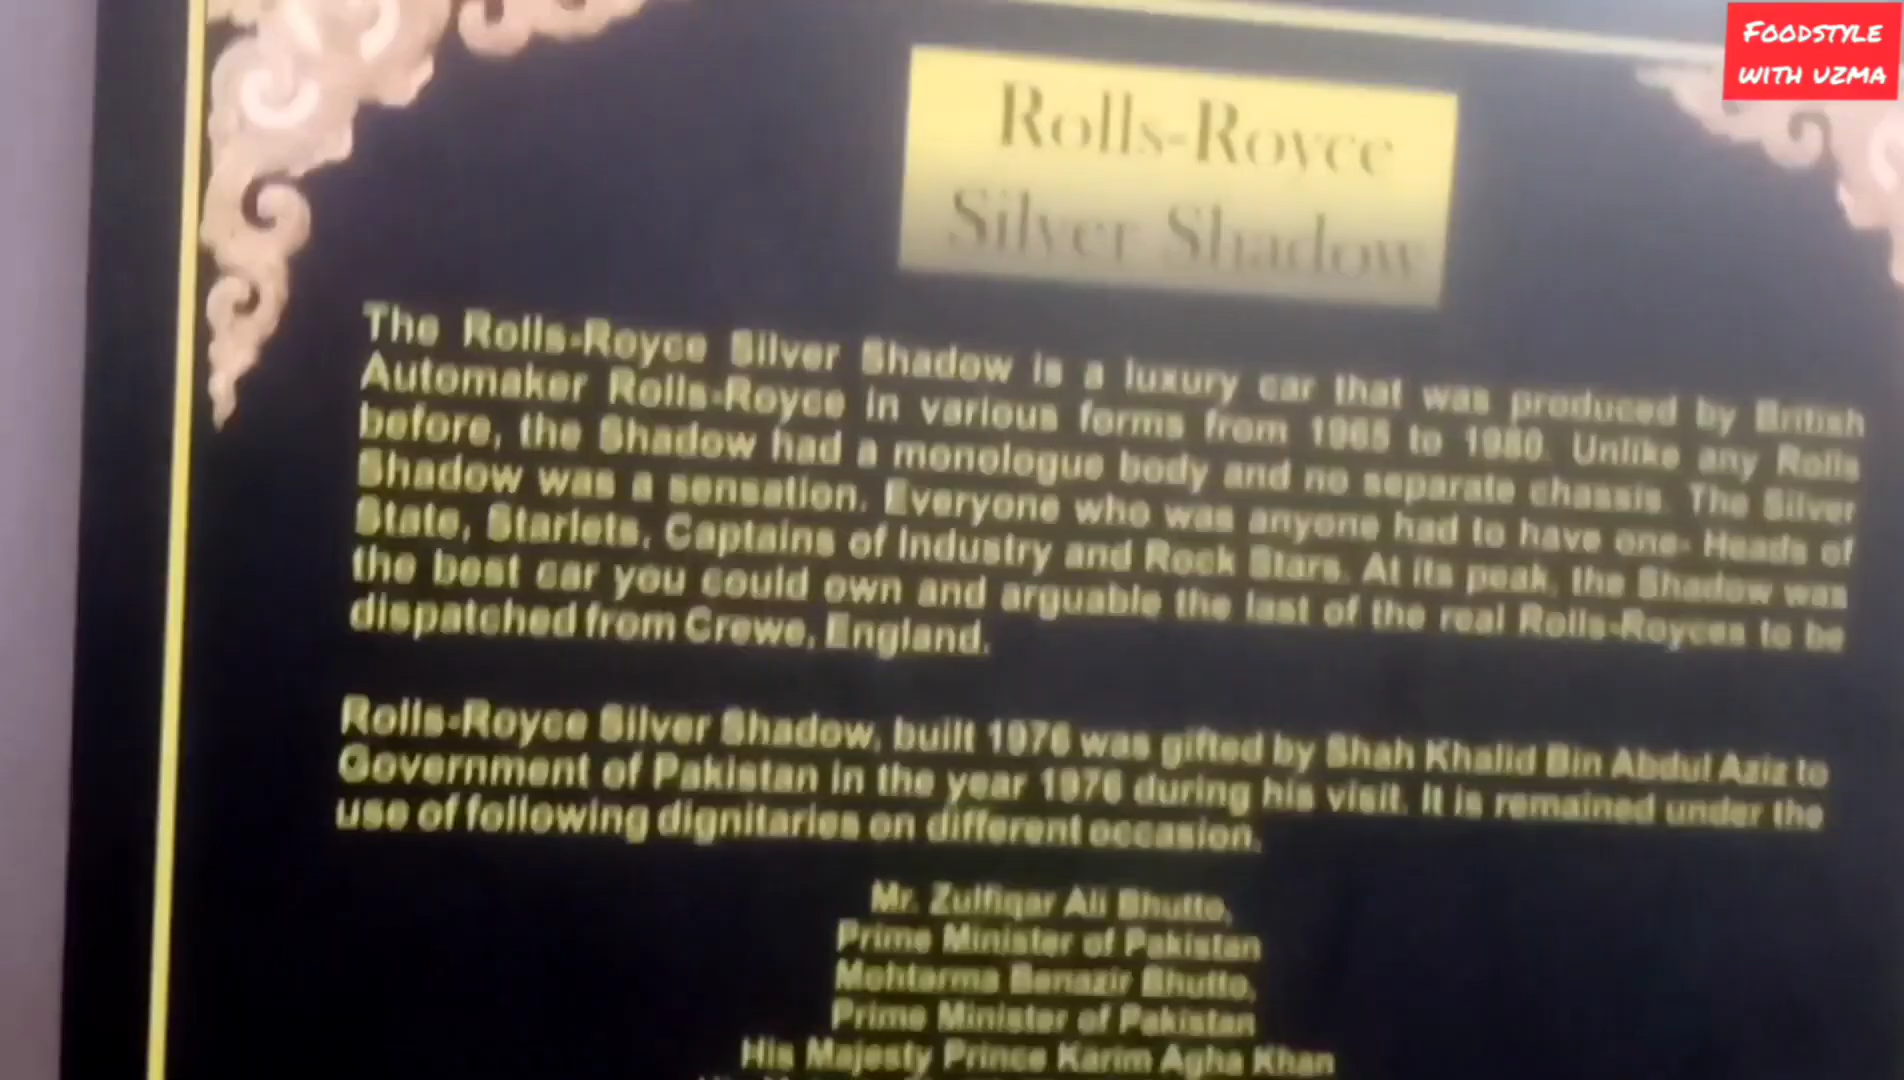 Foodstyle
with uzma
Rolls-Royce
Silver Shadow
The Rolls-Royce Silver Shadow is a luxury car that was produced by British
Automaker Rolls-Royce in various forms from 1965 to 1980. Unlike any Rolls
before, the Shadow had a monologue body and no separate chassis. The Silver
Shadow was a sensation. Everyone who was anyone had to have one- Heads of
State, Starlets, Captains of Industry and Rock Stars. At its peak, the Shadow was
the best car you could own and arguable the last of the real Rolls-Royces to be
dispatched from Crewe, England.
Rolls-Royce Silver Shadow, built 1976 was gifted by Shah Khalid Bin Abdul Aziz to
Government of Pakistan in the year 1976 during his visit. It is remained under the
use of following dignitaries on different occasion.
Mr. Zulfiqar Ali Bhutto,
Prime Minister of Pakistan
Mohtarma Benazir Bhutto,
Prime Minister of Pakistan
His Majesty Prince Karim Agha Khan